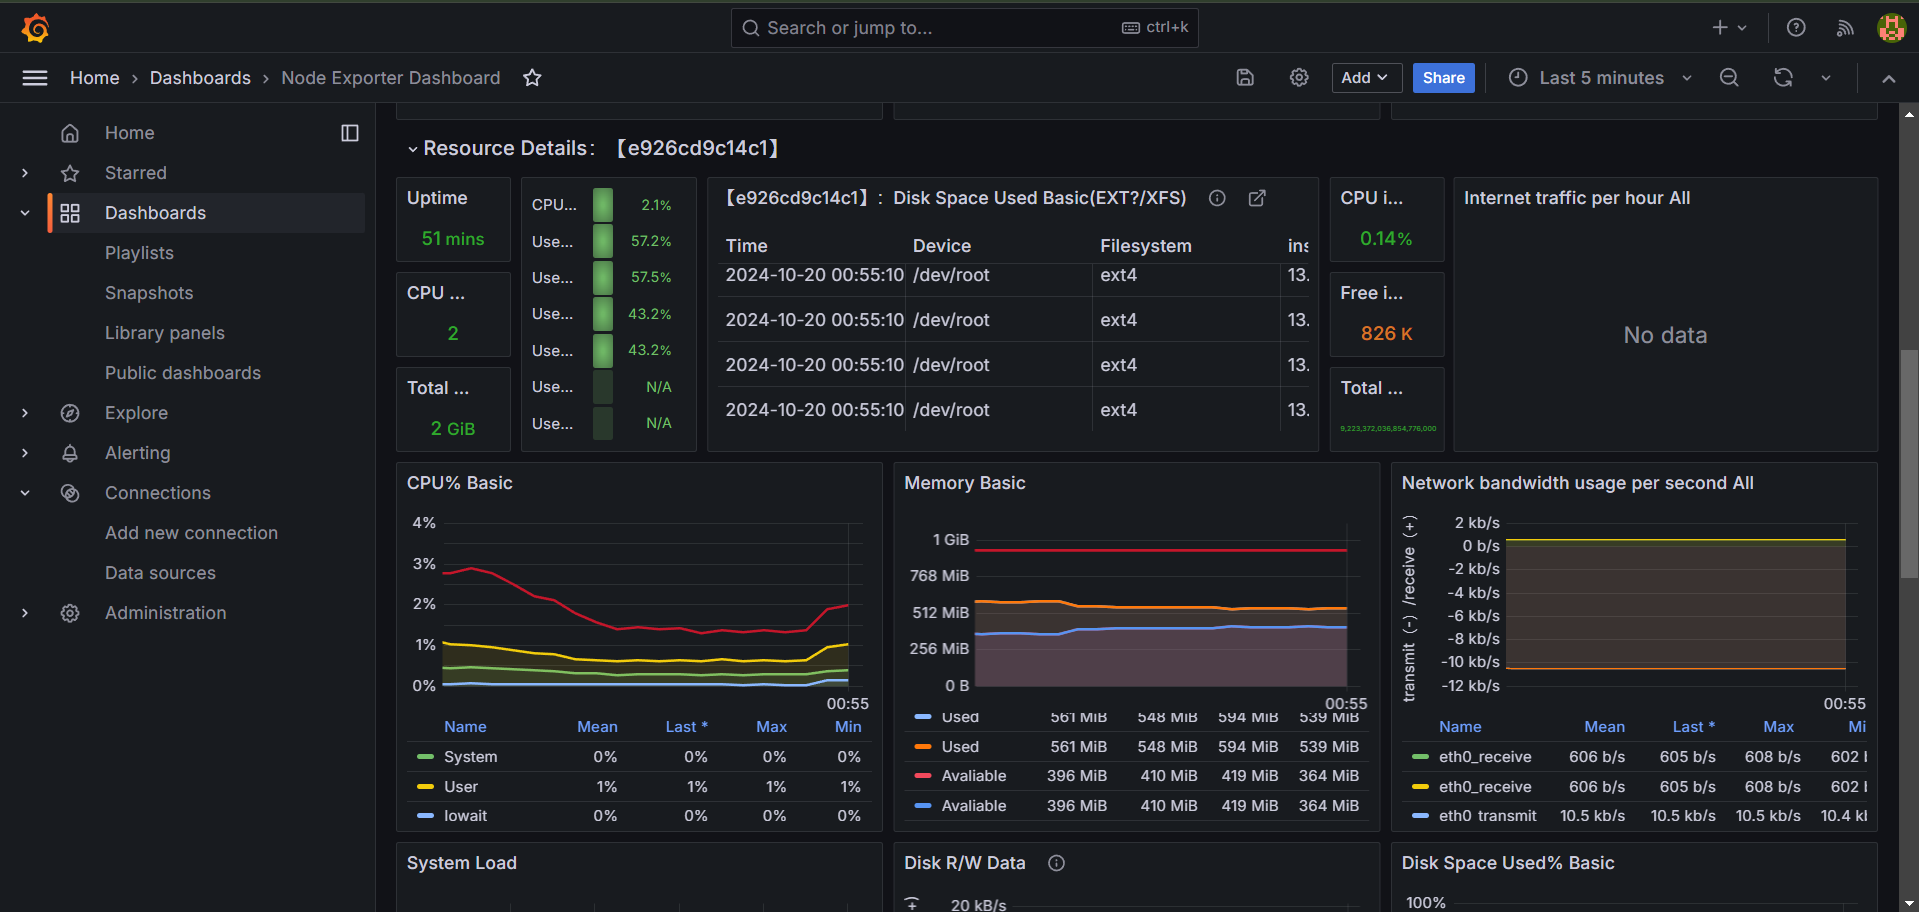 Search or jump to...
ctrl+k
Home
Dashboards
Node Exporter Dashboard
Add
Share
Last 5 minutes
Home
Starred
Dashboards
Playlists
Snapshots
Library panels
Public dashboards
Explore
Alerting
Connections
Add new connection
Data sources
Administration
Resource Details：【e926cd9c14c1】
Uptime
51 mins
CPU ...
2
Total ...
2 GiB
CPU... 2.1%
Use... 57.2%
Use... 57.5%
Use... 43.2%
Use... 43.2%
Use... N/A
Use... N/A
【e926cd9c14c1】：Disk Space Used Basic(EXT?/XFS)
Time Device Filesystem ins
2024-10-20 00:55:10 /dev/root ext4 13.
2024-10-20 00:55:10 /dev/root ext4 13.
2024-10-20 00:55:10 /dev/root ext4 13.
2024-10-20 00:55:10 /dev/root ext4 13.
CPU i...
0.14%
Free i...
826 K
Total ...
9,223,372,036,854,776,000
Internet traffic per hour All
No data
CPU% Basic
4%
3%
2%
1%
0%
00:55
Name Mean Last * Max Min
System 0% 0% 0% 0%
User 1% 1% 1% 1%
Iowait 0% 0% 0% 0%
Memory Basic
1 GiB
768 MiB
512 MiB
256 MiB
0 B
00:55
Used 561 MiB 548 MiB 594 MiB 539 MiB
Used 561 MiB 548 MiB 594 MiB 539 MiB
Avaliable 396 MiB 410 MiB 419 MiB 364 MiB
Avaliable 396 MiB 410 MiB 419 MiB 364 MiB
Network bandwidth usage per second All
transmit（-）/receive（+）
2 kb/s
0 b/s
-2 kb/s
-4 kb/s
-6 kb/s
-8 kb/s
-10 kb/s
-12 kb/s
00:55
Name Mean Last * Max Mi
eth0_receive 606 b/s 605 b/s 608 b/s 602 b
eth0_receive 606 b/s 605 b/s 608 b/s 602 b
eth0_transmit 10.5 kb/s 10.5 kb/s 10.5 kb/s 10.4 kb
System Load
Disk R/W Data
20 kB/s
Disk Space Used% Basic
100%